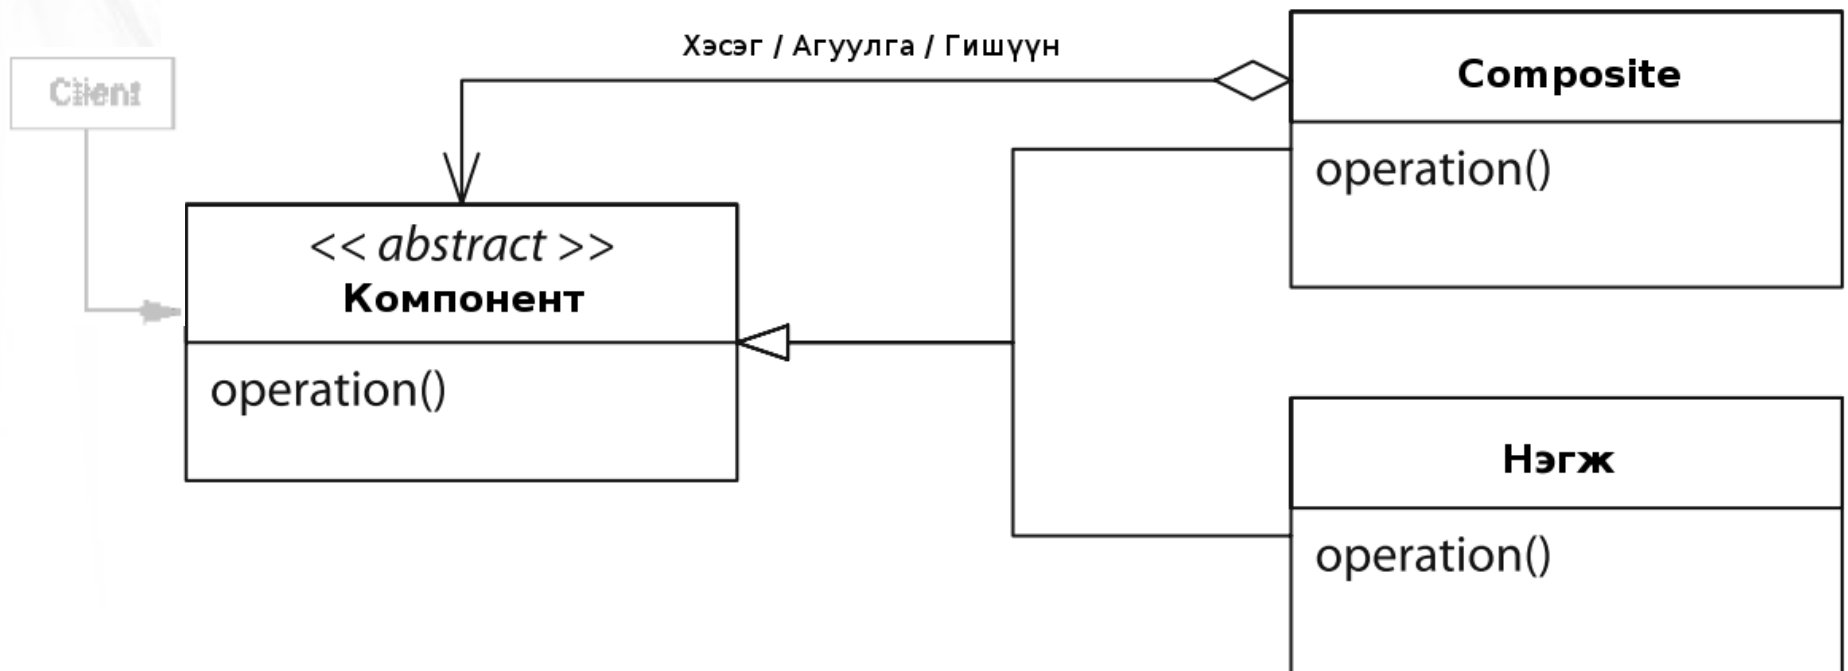 Хэсэг / Агуулга / Гишүүн
Client
Composite
operation()
<< abstract >>
Компонент
operation()
Нэгж
operation()